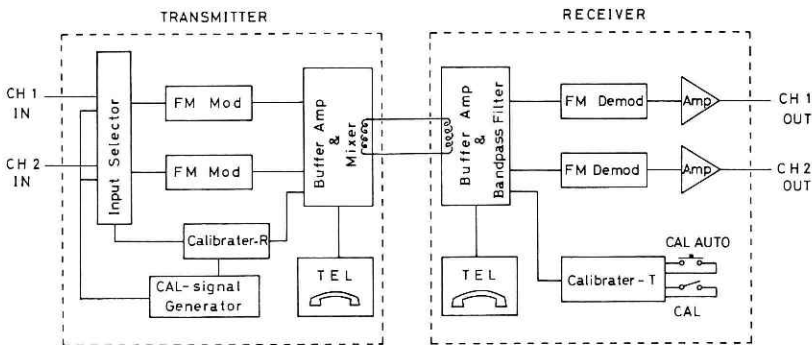 TRANSMITTER
RECEIVER
CH 1
IN
CH 2
IN
Input Selector
FM Mod
FM Mod
Buffer Amp
&
Mixer
Calibrater-R
CAL-signal
Generator
TEL
Buffer Amp
&
Bandpass Filter
FM Demod
Amp
CH 1
OUT
FM Demod
Amp
CH 2
OUT
TEL
Calibrater-T
CAL AUTO
CAL